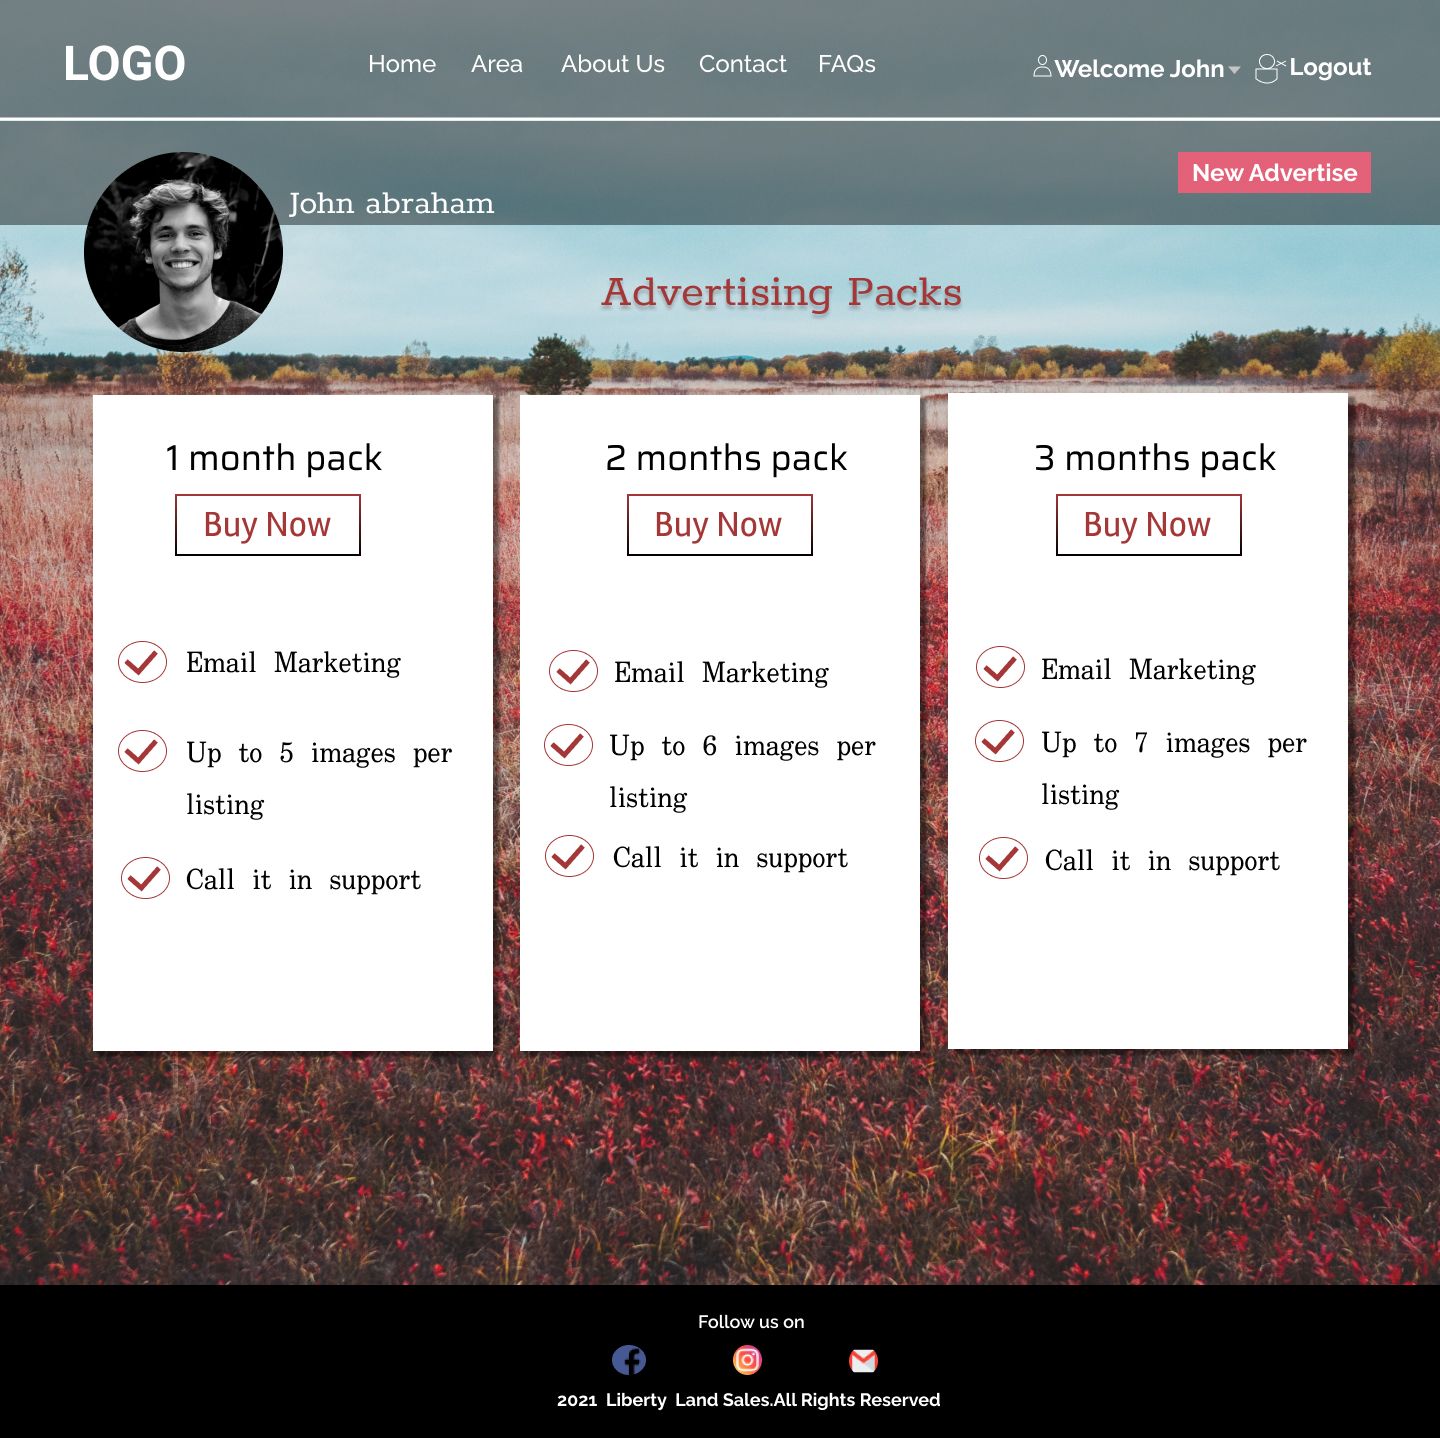 LOGO
Home Area About Us Contact FAQs
Welcome John
Logout
New Advertise
John abraham
Advertising Packs
1 month pack
Buy Now
Email Marketing
Up to 5 images per
listing
Call it in support
2 months pack
Buy Now
Email Marketing
Up to 6 images per
listing
Call it in support
3 months pack
Buy Now
Email Marketing
Up to 7 images per
listing
Call it in support
Follow us on
2021 Liberty Land Sales.All Rights Reserved